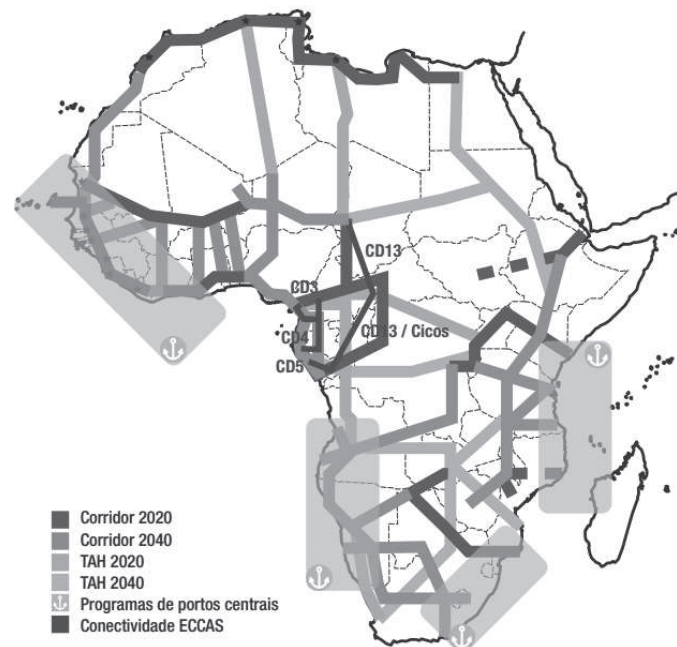 CD13
CD3
CD4
CD13 / Cicos
CD5
Corridor 2020
Corridor 2040
TAH 2020
TAH 2040
Programas de portos centrais
Conectividade ECCAS